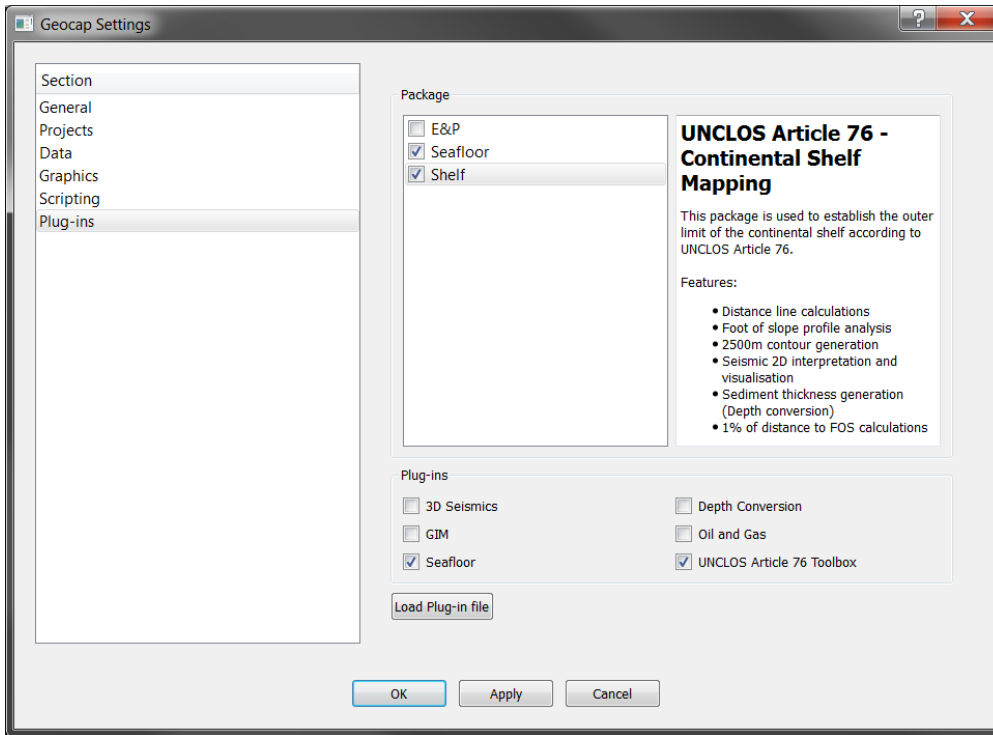 Geocap Settings
Section
General
Projects
Data
Graphics
Scripting
Plug-ins
Package
E&P
Seafloor
Shelf
UNCLOS Article 76 -
Continental Shelf
Mapping
This package is used to establish the outer
limit of the continental shelf according to
UNCLOS Article 76.
Features:
• Distance line calculations
• Foot of slope profile analysis
• 2500m contour generation
• Seismic 2D interpretation and
visualisation
• Sediment thickness generation
(Depth conversion)
• 1% of distance to FOS calculations
Plug-ins
3D Seismics
Depth Conversion
GIM
Oil and Gas
Seafloor
UNCLOS Article 76 Toolbox
Load Plug-in file
OK
Apply
Cancel